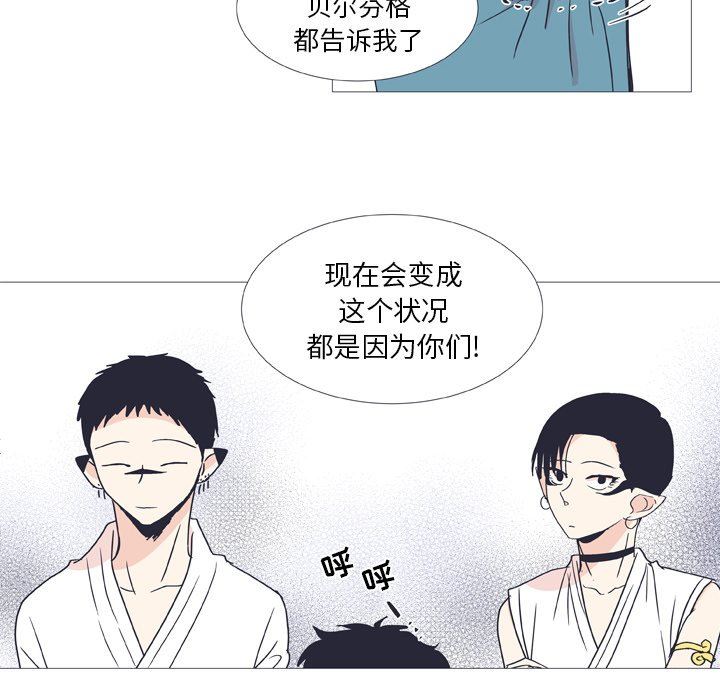 贝尔芬格
都告诉我了
现在会变成
这个状况
都是因为你们!
呼
呼